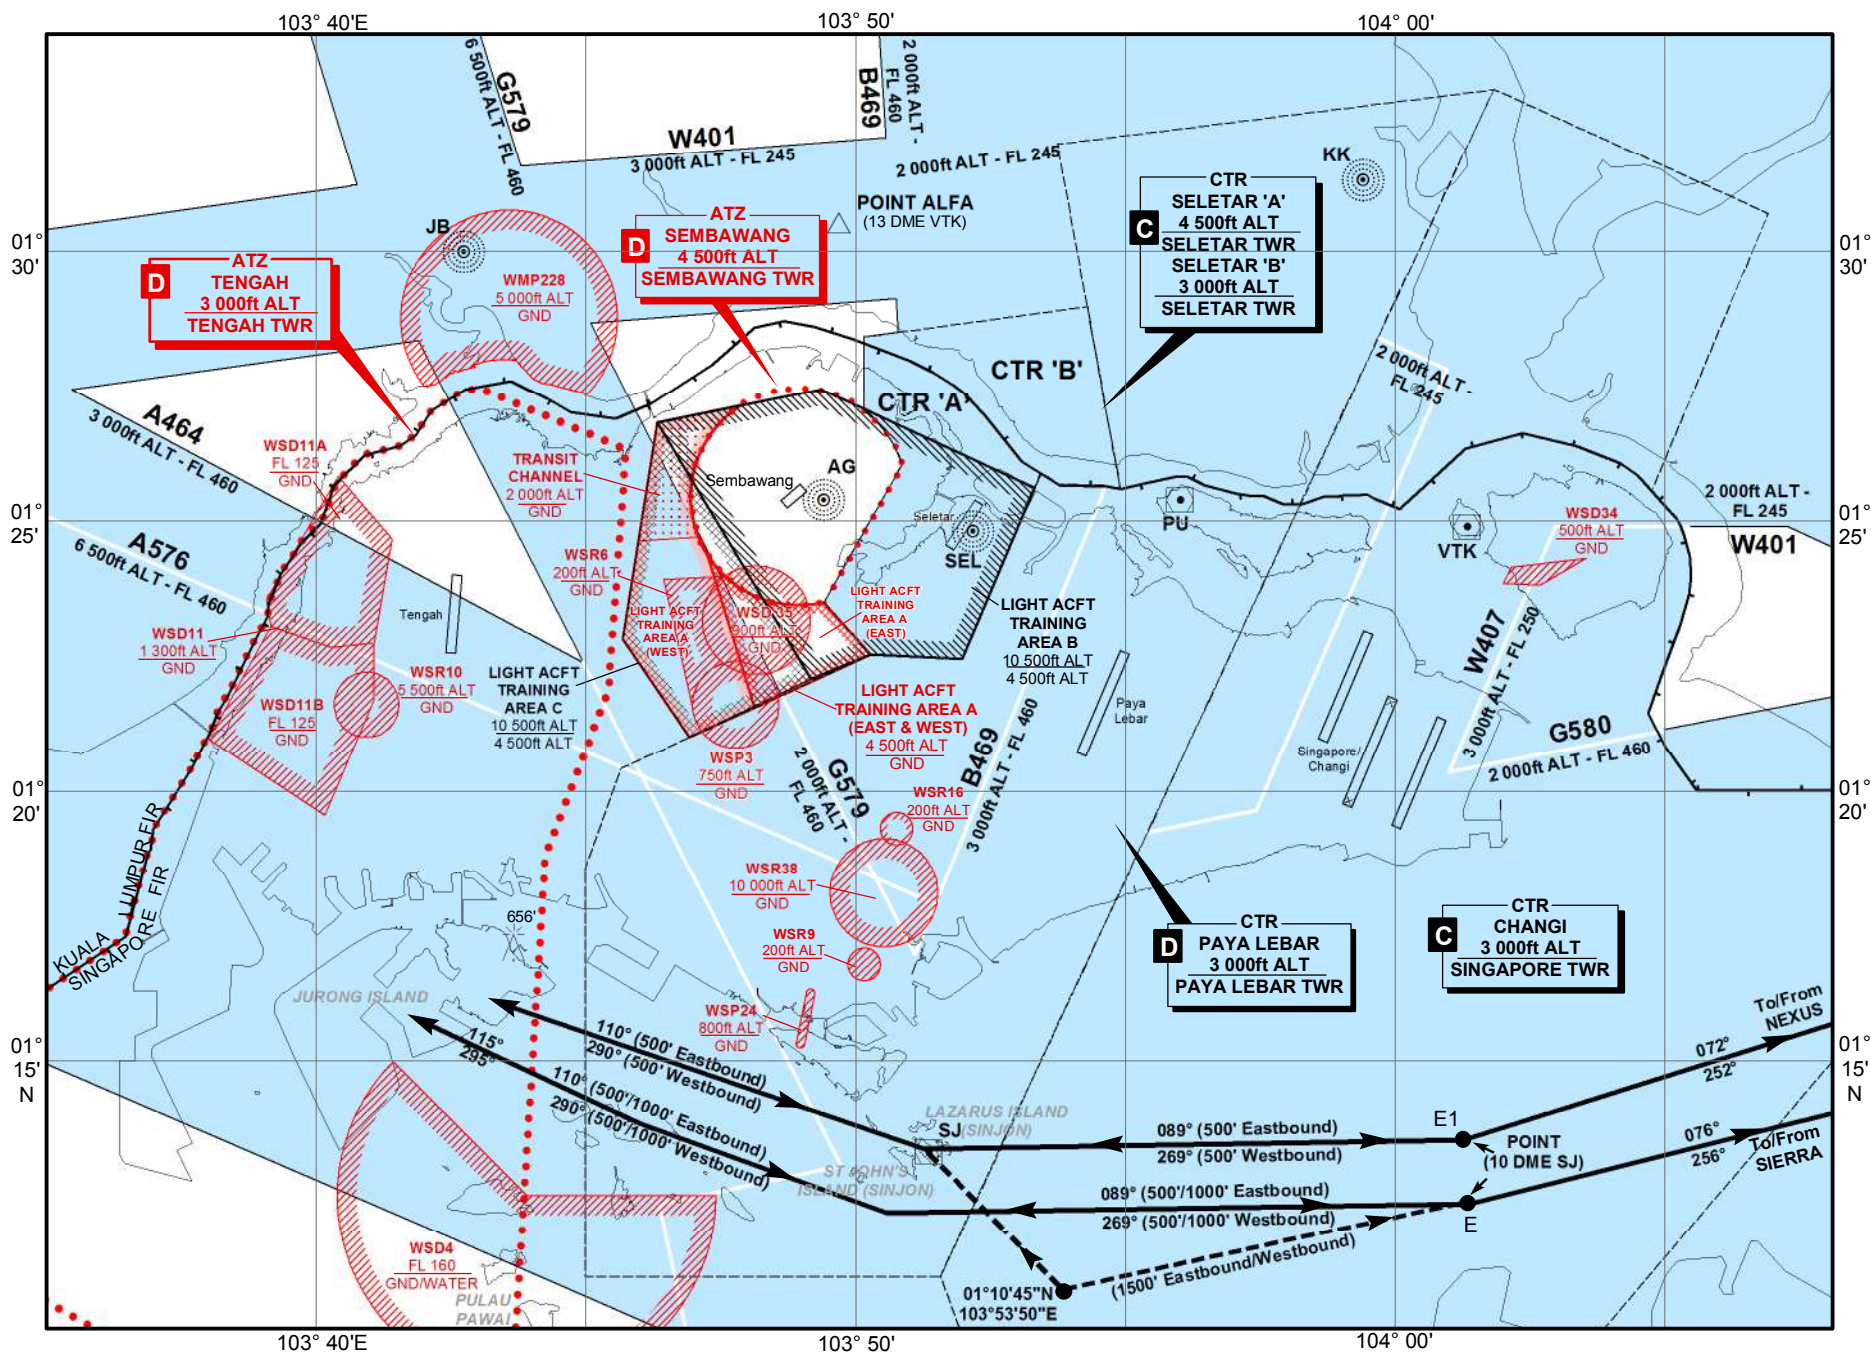 103° 40'E
103° 50'
104° 00'
6 500ft ALT - FL 460
G579
W401
3 000ft ALT - FL 245
B469
2 000ft ALT -
FL 460
2 000ft ALT - FL 245
KK
CTR
SELETAR 'A'
4 500ft ALT
SELETAR TWR
SELETAR 'B'
3 000ft ALT
SELETAR TWR
C
POINT ALFA
(13 DME VTK)
ATZ
SEMBAWANG
4 500ft ALT
SEMBAWANG TWR
D
JB
01°
30'
01°
30'
ATZ
TENGAH
3 000ft ALT
TENGAH TWR
D
WMP228
5 000ft ALT
GND
CTR 'B'
CTR 'A'
2 000ft ALT -
FL 245
A464
3 000ft ALT - FL 460
WSD11A
FL 125
GND
TRANSIT
CHANNEL
2 000ft ALT
GND
Sembawang
AG
Seletar
SEL
PU
VTK
WSD34
500ft ALT
GND
2 000ft ALT -
FL 245
W401
01°
25'
01°
25'
A576
6 500ft ALT - FL 460
WSR6
200ft ALT
GND
Tengah
WSD11
1 300ft ALT
GND
LIGHT ACFT
TRAINING
AREA A
(WEST)
WSD 35
900ft ALT
GND
LIGHT ACFT
TRAINING
AREA A
(EAST)
LIGHT ACFT
TRAINING
AREA B
10 500ft ALT
4 500ft ALT
W407
3 000ft ALT - FL 250
WSR10
5 500ft ALT
GND
WSD11B
FL 125
GND
LIGHT ACFT
TRAINING
AREA C
10 500ft ALT
4 500ft ALT
LIGHT ACFT
TRAINING AREA A
(EAST & WEST)
4 500ft ALT
GND
Paya
Lebar
Singapore/
Changi
G580
2 000ft ALT - FL 460
WSP3
750ft ALT
GND
G579
2 000ft ALT -
FL 460
B469
3 000ft ALT - FL 460
WSR16
200ft ALT
GND
01°
20'
01°
20'
WSR38
10 000ft ALT
GND
WSR9
200ft ALT
GND
656'
KUALA LUMPUR FIR
SINGAPORE FIR
CTR
PAYA LEBAR
3 000ft ALT
PAYA LEBAR TWR
D
CTR
CHANGI
3 000ft ALT
SINGAPORE TWR
C
JURONG ISLAND
WSP24
800ft ALT
GND
To/From
NEXUS
072°
252°
115°
295°
110° (500' Eastbound)
290° (500' Westbound)
110° (500'/1000' Eastbound)
290° (500'/1000' Westbound)
01°
15'
N
01°
15'
N
LAZARUS ISLAND
(SINJON)
SJ
089° (500' Eastbound)
269° (500' Westbound)
E1
POINT
(10 DME SJ)
076°
256°
To/From
SIERRA
ST JOHN'S
ISLAND (SINJON)
089° (500'/1000' Eastbound)
269° (500'/1000' Westbound)
E
(1500' Eastbound/Westbound)
WSD4
FL 160
GND/WATER
PULAU
PAWAI
01°10'45"N
103°53'50"E
103° 40'E
103° 50'
104° 00'